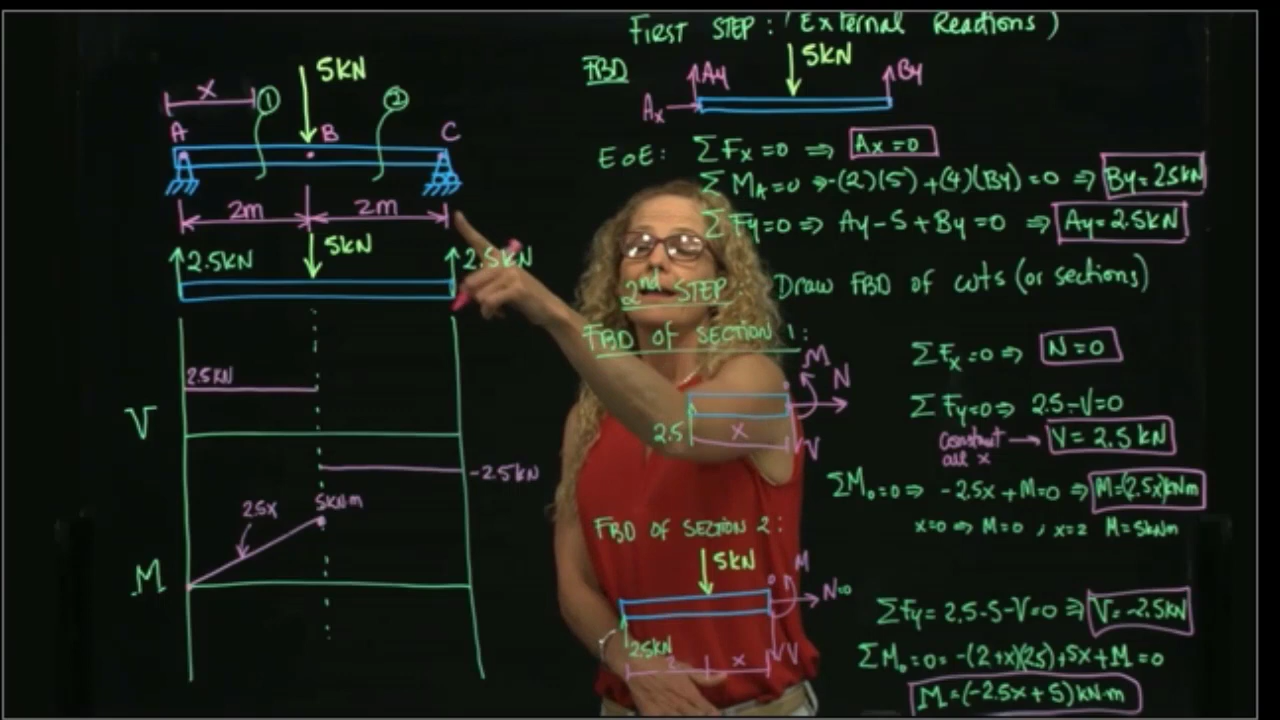 FIRST STEP: (External Reactions)
FBD
Ay
5kN
By
Ax
5kN
x
1
2
A
B
C
2m
2m
EoE: ΣFx=0 ⇒ Ax=0
ΣMA=0 ⇒ -(2)(5)+(4)(By)=0 ⇒ By=2.5kN
ΣFy=0 ⇒ Ay-5+By=0 ⇒ Ay=2.5kN
2.5kN
5kN
2.5kN
2nd STEP: Draw FBD of cuts (or sections)
FBD OF SECTION 1:
M
N
2.5
x
V
ΣFx=0 ⇒ N=0
ΣFy=0 ⇒ 2.5-V=0
Constant all x → V=2.5kN
ΣMo=0 ⇒ -2.5x+M=0 ⇒ M=(2.5x)kNm
x=0 ⇒ M=0, x=2 M=5kNm
V
2.5kN
-2.5kN
M
2.5x
5kN·m
FBD OF SECTION 2:
5kN
M
o
N=0
2.5kN
V
2
x
ΣFy=2.5-5-V=0 ⇒ V=-2.5kN
ΣMo=0=-(2+x)(2.5)+5x+M=0
M=(-2.5x+5)kN·m